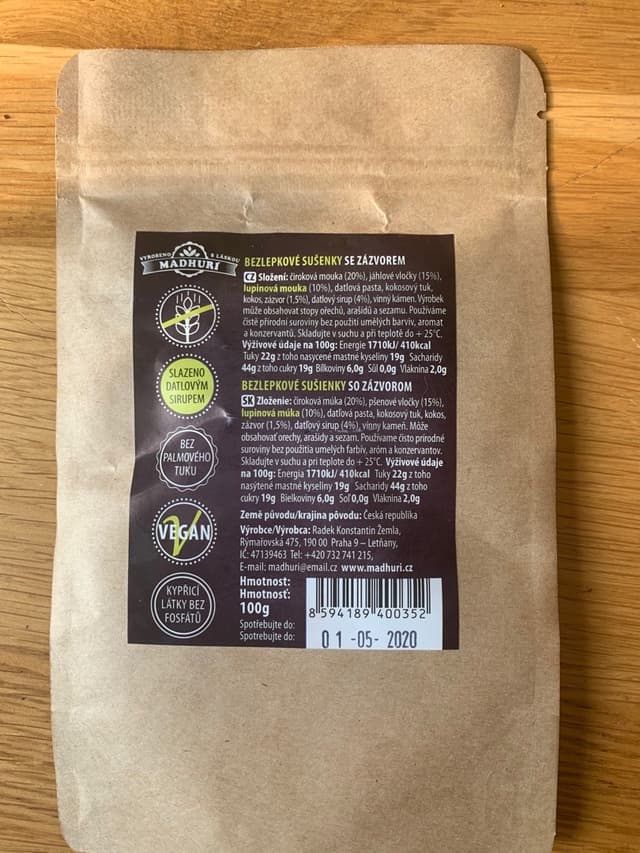 VYROBENO S LÁSKOU
MADHURI
SLAZENO
DATLOVÝM
SIRUPEM
BEZ
PALMOVÉHO
TUKU
VEGAN
KYPŘICÍ
LÁTKY BEZ
FOSFÁTŮ
BEZLEPKOVÉ SUŠENKY SE ZÁZVOREM
CZ Složení: čiroková mouka (20%), jáhlové vločky (15%),
lupinová mouka (10%), datlová pasta, kokosový tuk,
kokos, zázvor (1,5%), datlový sirup (4%), vinný kámen. Výrobek
může obsahovat stopy ořechů, arašídů a sezamu. Používáme
čistě přírodní suroviny bez použití umělých barviv, aromat
a konzervantů. Skladujte v suchu a při teplotě do + 25°C.
Výživové údaje na 100g: Energie 1710kJ/ 410kcal
Tuky 22g z toho nasycené mastné kyseliny 19g Sacharidy
44g z toho cukry 19g Bílkoviny 6,0g Sůl 0,0g Vláknina 2,0g
BEZLEPKOVÉ SUŠIENKY SO ZÁZVOROM
SK Zloženie: čiroková múka (20%), pšenové vločky (15%),
lupinová múka (10%), datľová pasta, kokosový tuk, kokos,
zázvor (1,5%), datľový sirup (4%), vinny kameň. Môže
obsahovať orechy, arašidy a sezam. Používame čisto prírodné
suroviny bez použitia umelých farbív, aróm a konzervantov.
Skladujte v suchu a pri teplote do + 25°C. Výživové údaje
na 100g: Energia 1710kJ/ 410kcal Tuky 22g z toho
nasýtené mastné kyseliny 19g Sacharidy 44g z toho
cukry 19g Bielkoviny 6,0g Soľ 0,0g Vláknina 2,0g
Země původu/krajina pôvodu: Česká republika
Výrobce/Výrobca: Radek Konstantin Žemla,
Rýmařovská 475, 190 00 Praha 9 – Letňany,
IČ: 47139463 Tel: +420 732 741 215,
E-mail: madhuri@email.cz www.madhuri.cz
Hmotnost:
Hmotnosť:
100g
Spotřebujte do:
Spotrebujte do:
8 594189 400352
01-05-2020